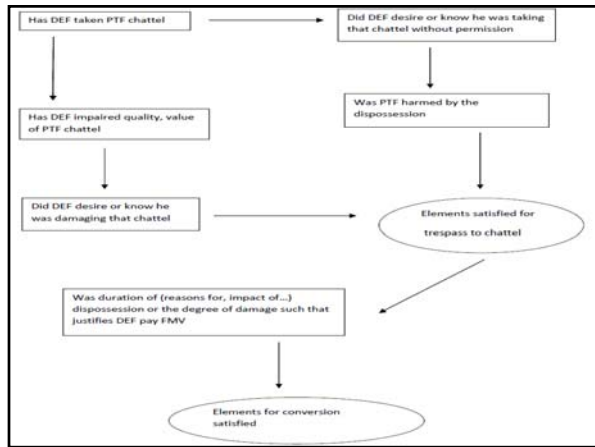 Has DEF taken PTF chattel
Did DEF desire or know he was taking
that chattel without permission
Has DEF impaired quality, value
of PTF chattel
Was PTF harmed by the
dispossession
Did DEF desire or know he
was damaging that chattel
Elements satisfied for
trespass to chattel
Was duration of (reasons for, impact of...)
dispossession or the degree of damage such that
justifies DEF pay FMV
Elements for conversion
satisfied